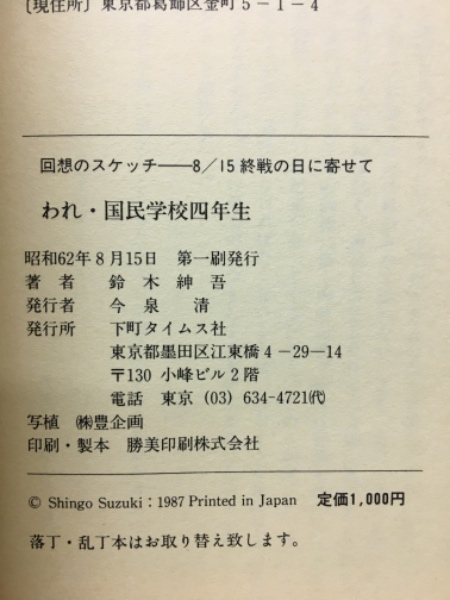 〔現住所〕東京都葛飾区金町5-1-4
回想のスケッチ――8／15終戦の日に寄せて
われ・国民学校四年生
昭和62年8月15日　第一刷発行
著者　鈴木紳吾
発行者　今泉　清
発行所　下町タイムス社
東京都墨田区江東橋4-29-14
〒130 小峰ビル2階
電話　東京 (03) 634-4721㈹
写植　㈱豊企画
印刷・製本　勝美印刷株式会社
© Shingo Suzuki：1987 Printed in Japan　定価1,000円
落丁・乱丁本はお取り替え致します。